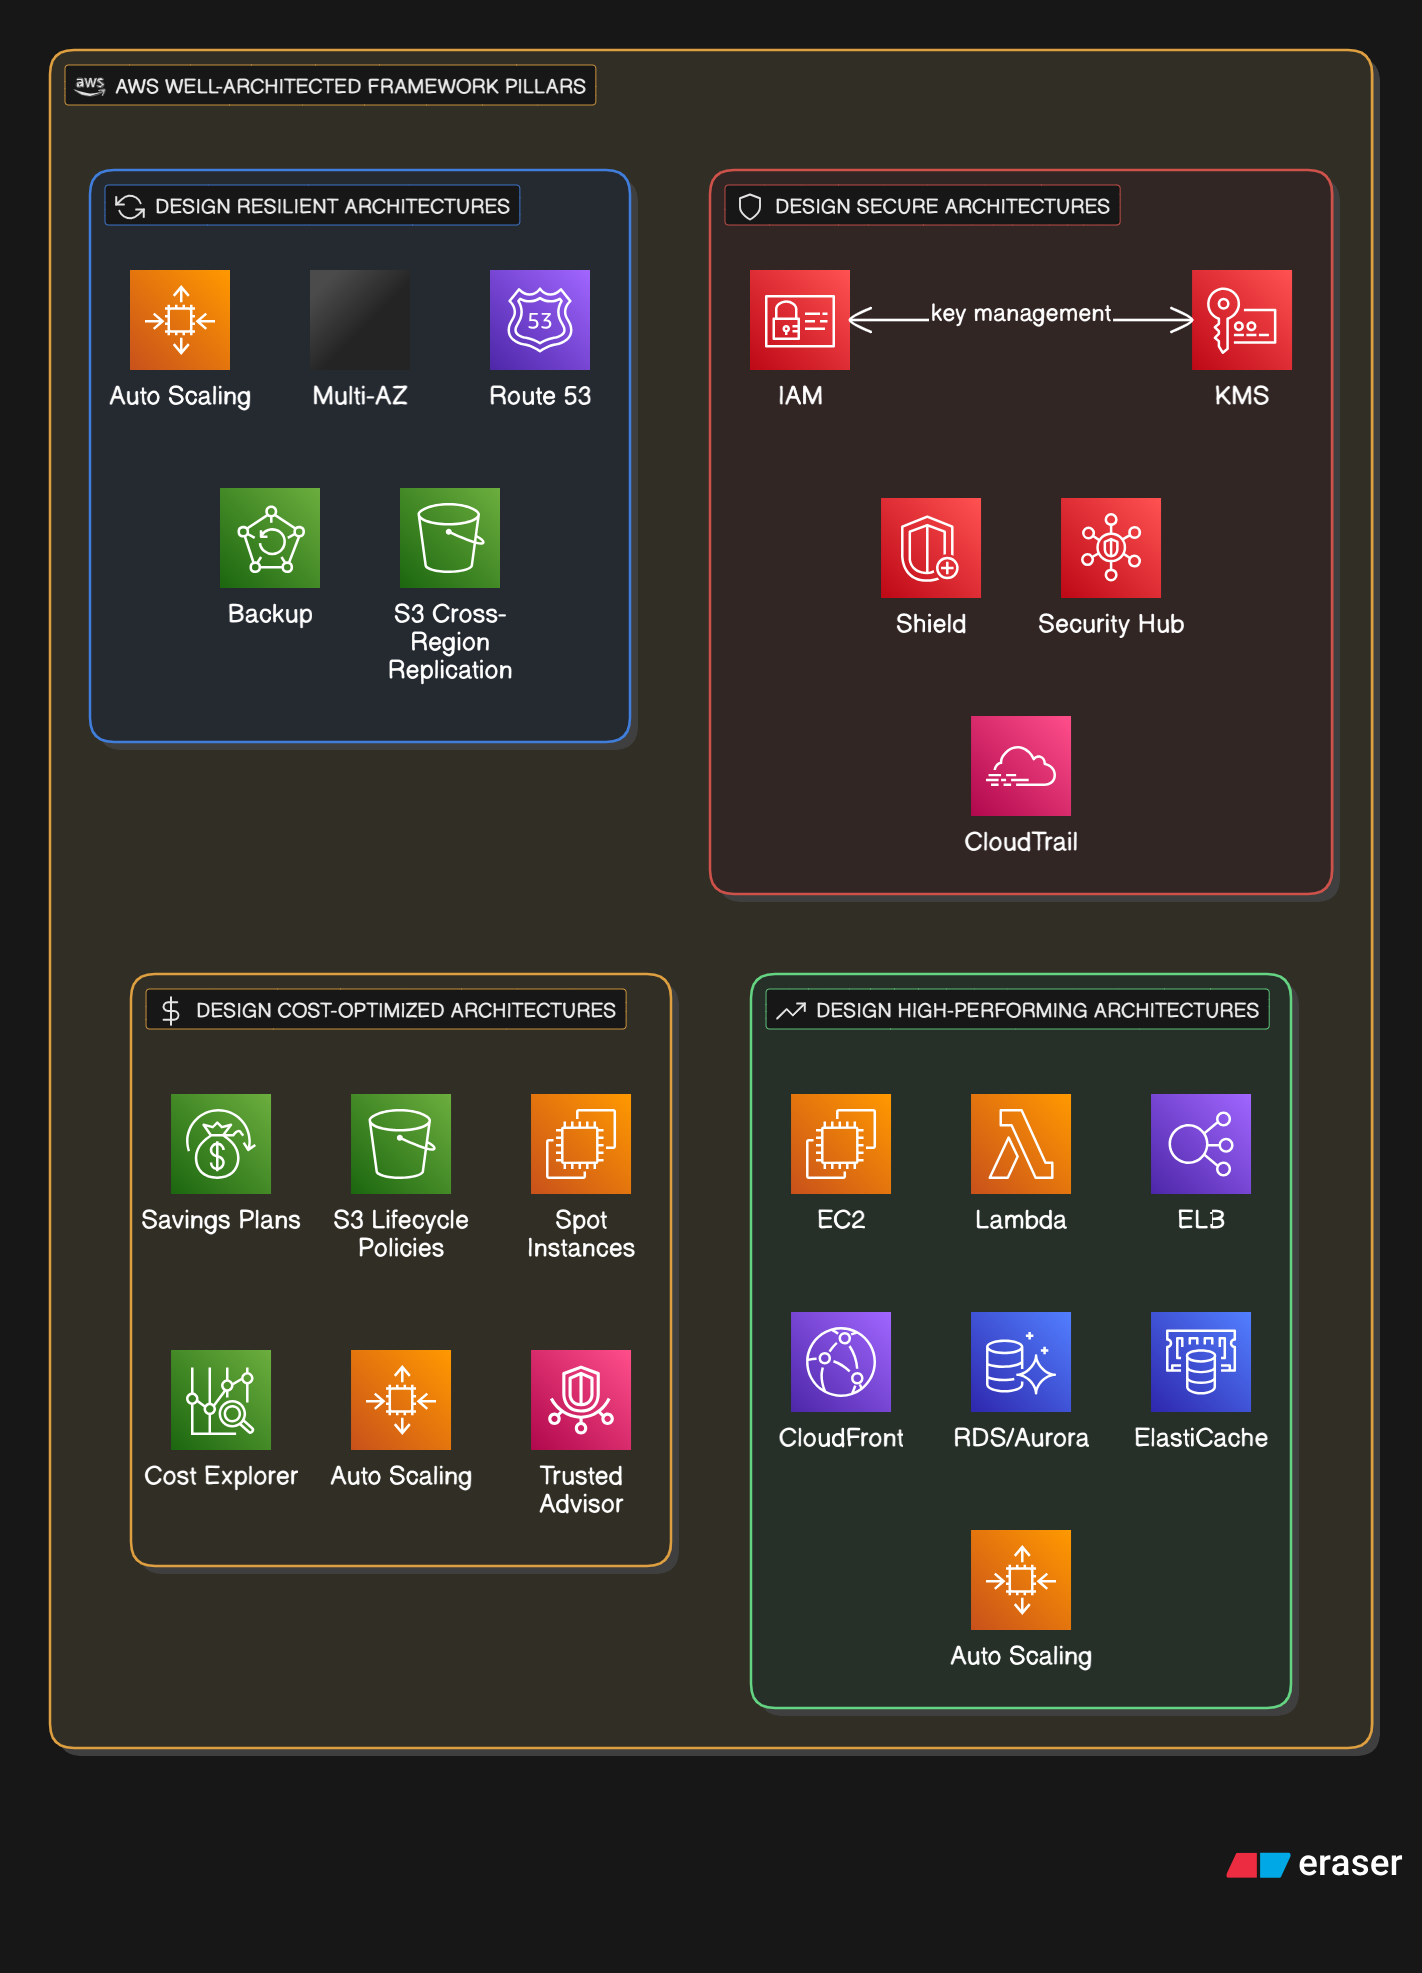 aws AWS WELL-ARCHITECTED FRAMEWORK PILLARS
DESIGN RESILIENT ARCHITECTURES
Auto Scaling
Multi-AZ
53
Route 53
Backup
S3 Cross-
Region
Replication
DESIGN SECURE ARCHITECTURES
IAM
key management
KMS
Shield
Security Hub
CloudTrail
$ DESIGN COST-OPTIMIZED ARCHITECTURES
$
Savings Plans
S3 Lifecycle
Policies
Spot
Instances
Cost Explorer
Auto Scaling
Trusted
Advisor
DESIGN HIGH-PERFORMING ARCHITECTURES
EC2
Lambda
ELB
CloudFront
RDS/Aurora
ElastiCache
Auto Scaling
eraser